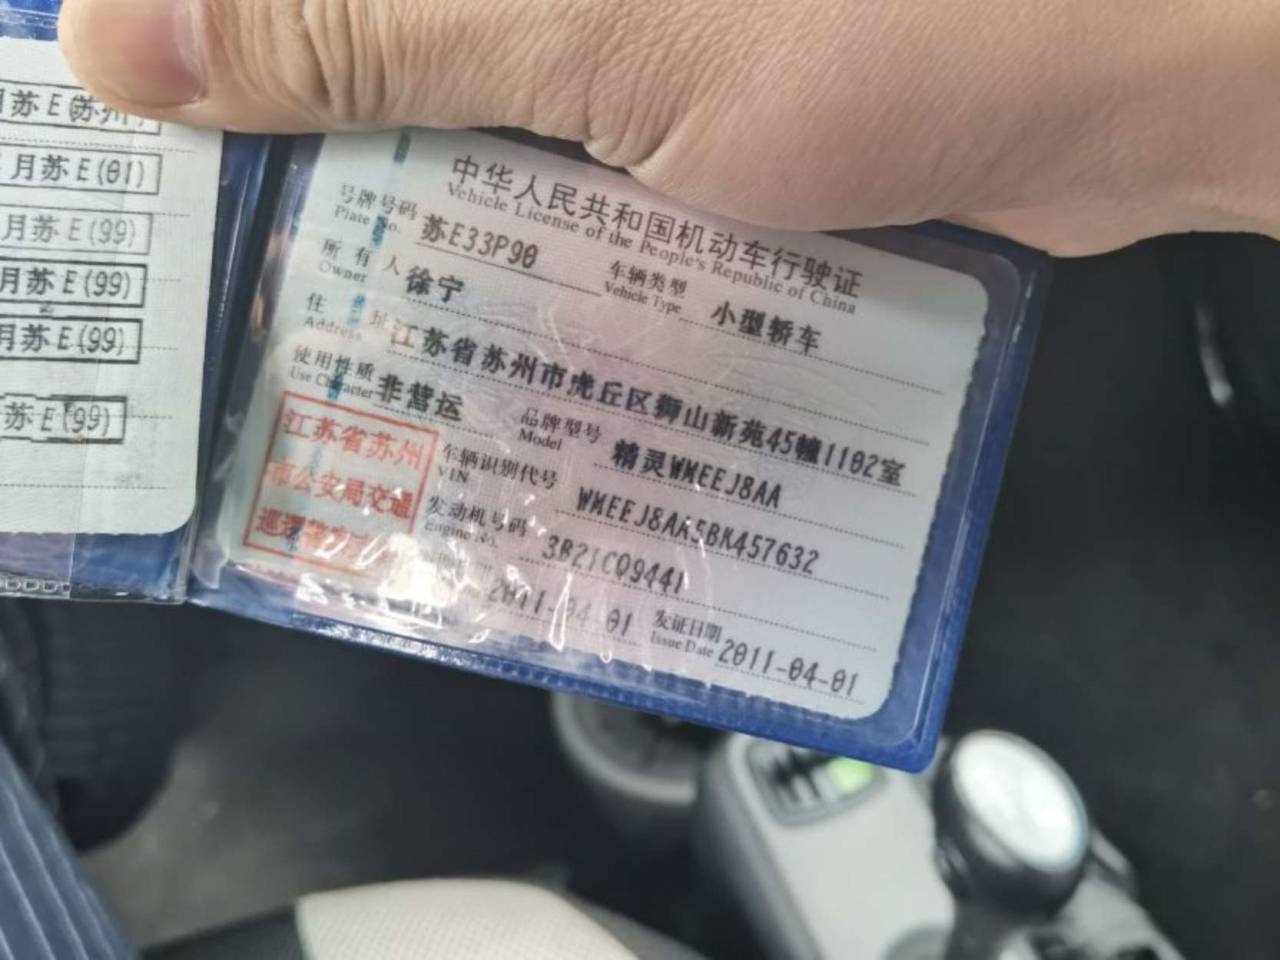 月苏E(苏州)
月苏E(01)
月苏E(99)
月苏E(99)
月苏E(99)
苏E(99)
中华人民共和国机动车行驶证
Vehicle License of the People's Republic of China
号牌号码 苏E33P90 车辆类型 小型轿车
Plate No. Vehicle Type
所有人 徐宁
Owner
住址 江苏省苏州市虎丘区狮山新苑45幢1102室
Address
使用性质 非营运 品牌型号 精灵WMEEJ8AA
Use Character Model
江苏省苏州
市公安局交通
车辆识别代号 WMEEJ8AA5BK457632
VIN
发动机号码 3B21CQ9441
Engine No.
2011-04-01 发证日期 2011-04-01
Issue Date